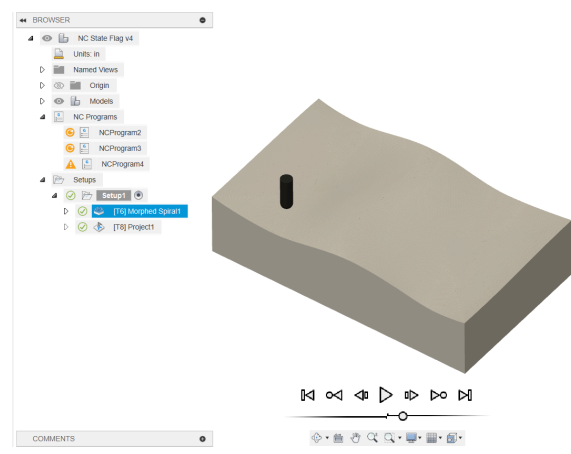 BROWSER
NC State Flag v4
Units: in
Named Views
Origin
Models
NC Programs
NCProgram2
NCProgram3
NCProgram4
Setups
Setup1
[T6] Morphed Spiral1
[T8] Project1
COMMENTS